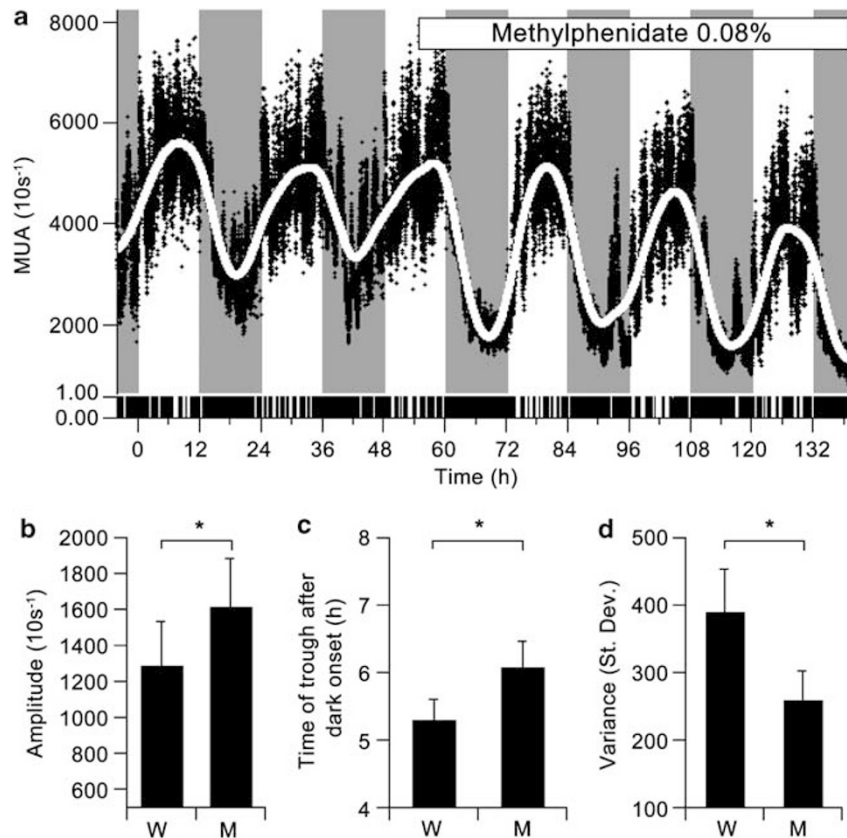 a
Methylphenidate 0.08%
8000
6000
4000
2000
1.00
0.00
MUA (10s⁻¹)
0 12 24 36 48 60 72 84 96 108 120 132
Time (h)
b
*
2000
1800
1600
1400
1200
1000
800
600
Amplitude (10s⁻¹)
W M
c
*
8
7
6
5
4
Time of trough after
dark onset (h)
W M
d
*
500
400
300
200
100
Variance (St. Dev.)
W M